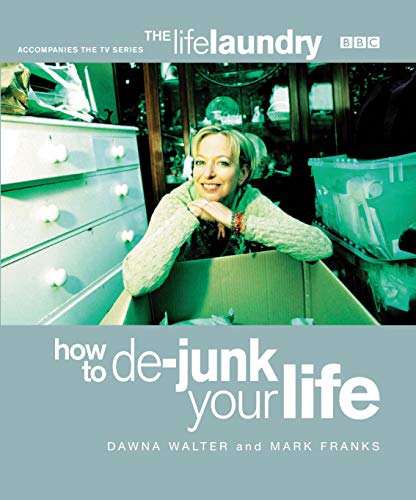 THE lifelaundry
ACCOMPANIES THE TV SERIES
BBC
how to de-junk
your life
DAWNA WALTER and MARK FRANKS